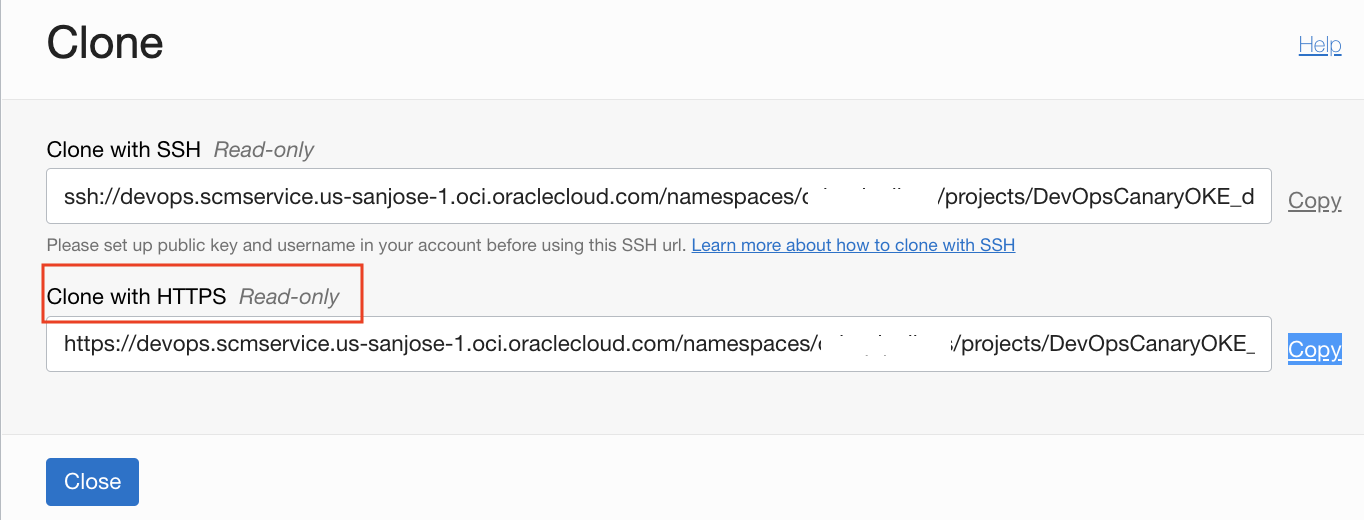 Clone
Help
Clone with SSH Read-only
ssh://devops.scmservice.us-sanjose-1.oci.oraclecloud.com/namespaces/ /projects/DevOpsCanaryOKE_d
Copy
Please set up public key and username in your account before using this SSH url. Learn more about how to clone with SSH
Clone with HTTPS Read-only
https://devops.scmservice.us-sanjose-1.oci.oraclecloud.com/namespaces/ /projects/DevOpsCanaryOKE_
Copy
Close